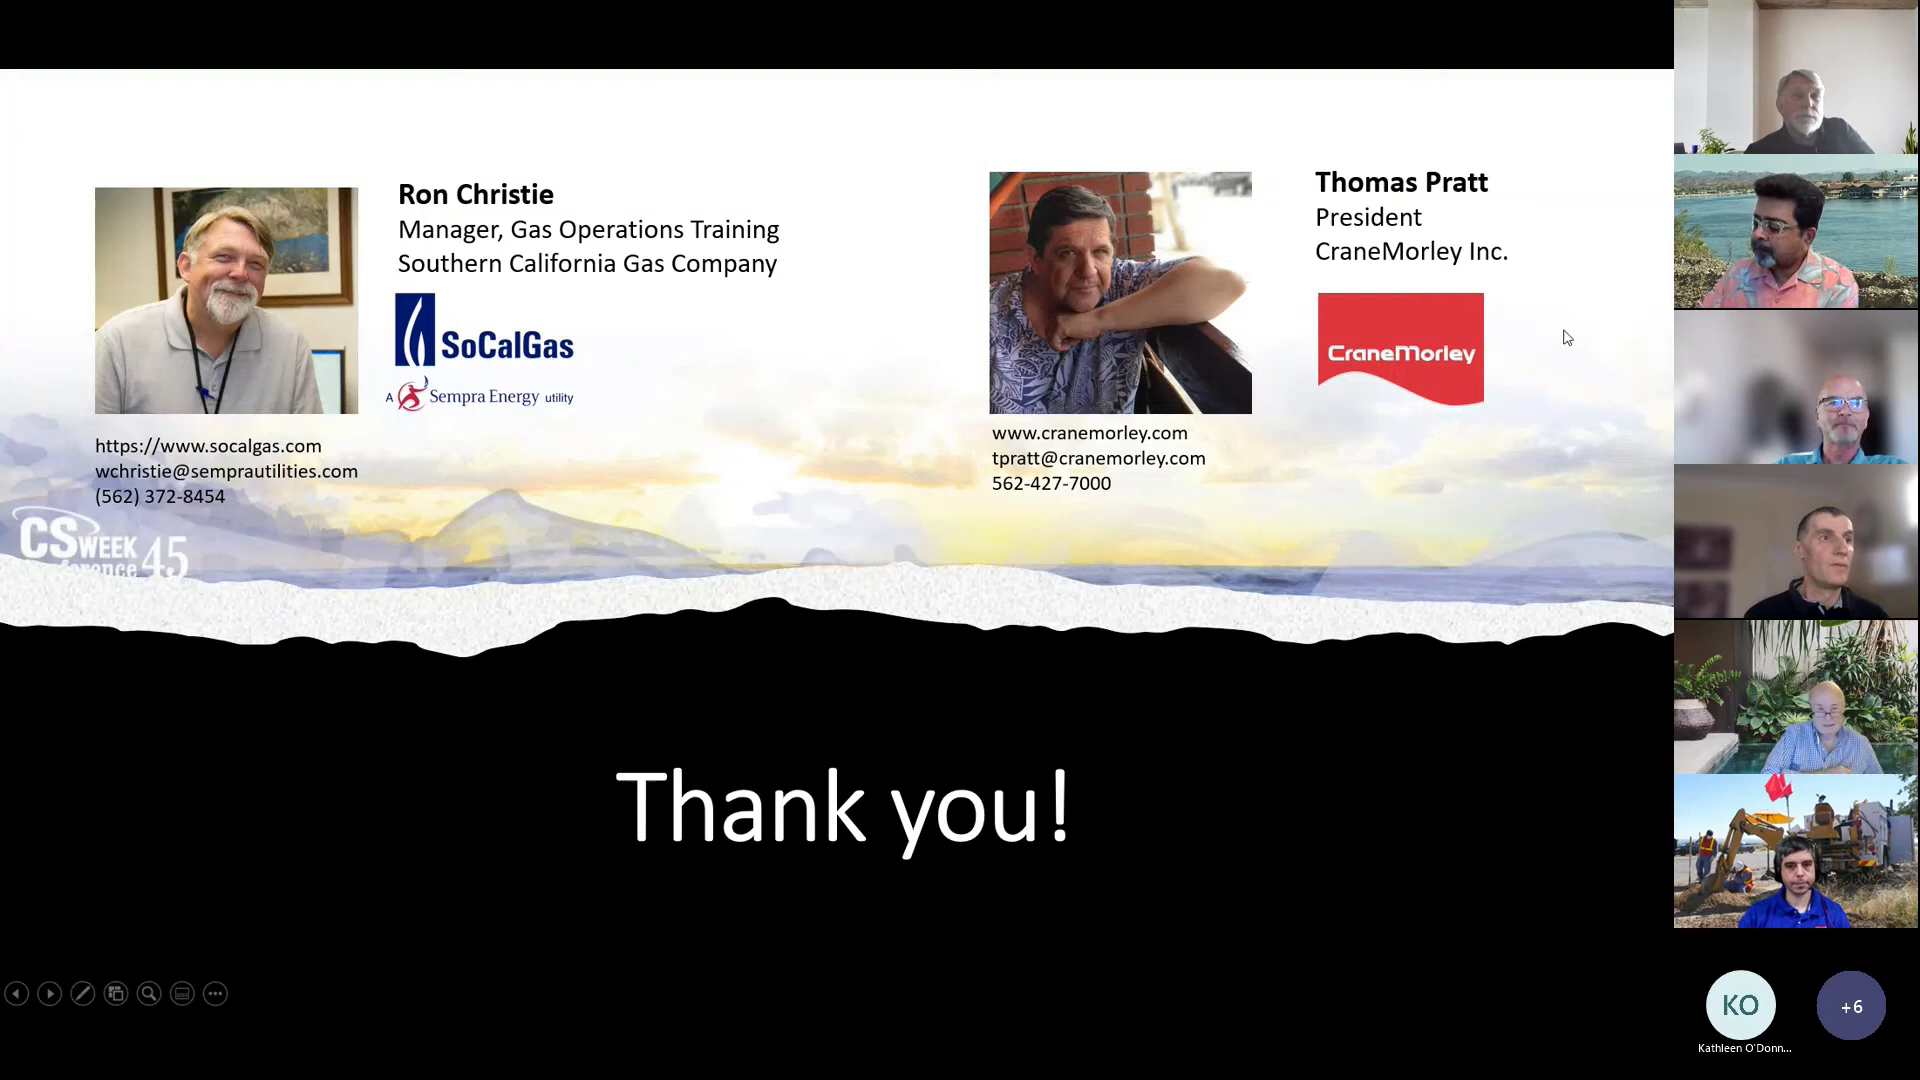 Ron Christie
Manager, Gas Operations Training
Southern California Gas Company
SoCalGas
A Sempra Energy utility
https://www.socalgas.com
wchristie@semprautilities.com
(562) 372-8454
Thomas Pratt
President
CraneMorley Inc.
CraneMorley
www.cranemorley.com
tpratt@cranemorley.com
562-427-7000
CS WEEK
45
Thank you!
KO
+6
Kathleen O'Donn...